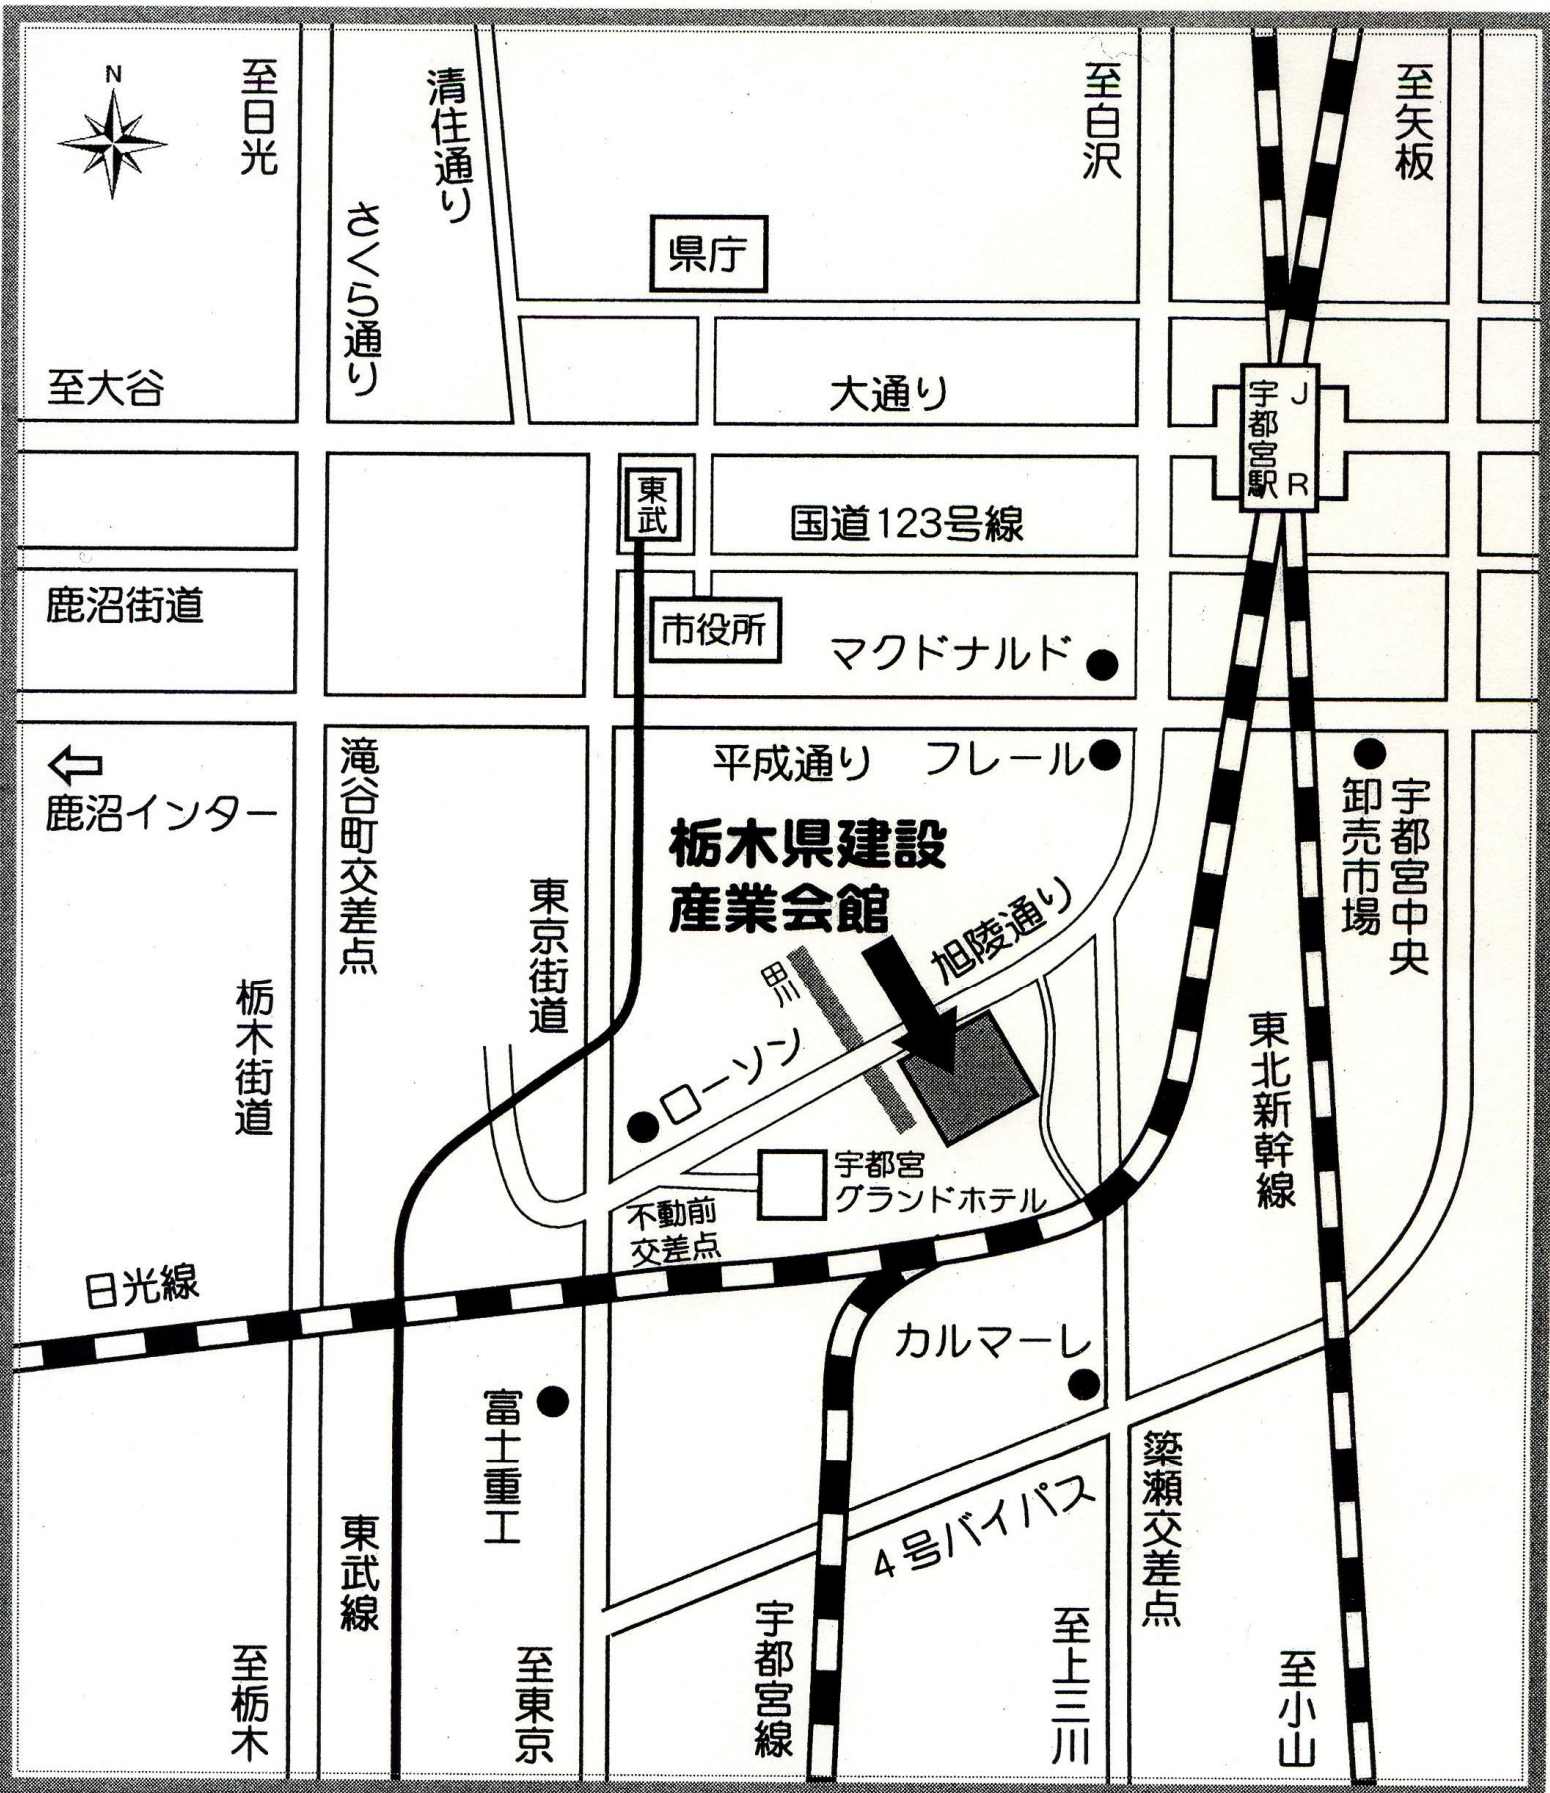 N
至日光
清住通り
さくら通り
至白沢
至矢板
県庁
至大谷
大通り
JR
宇都宮駅
東武
国道123号線
鹿沼街道
市役所
マクドナルド
鹿沼インター
滝谷町交差点
平成通り
フレール
宇都宮中央
卸売市場
栃木県建設
産業会館
東京街道
旭陵通り
田川
栃木街道
ローソン
東北新幹線
宇都宮
グランドホテル
不動前
交差点
日光線
カルマーレ
富士重工
簗瀬交差点
4号バイパス
東武線
宇都宮線
至栃木
至東京
至上三川
至小山